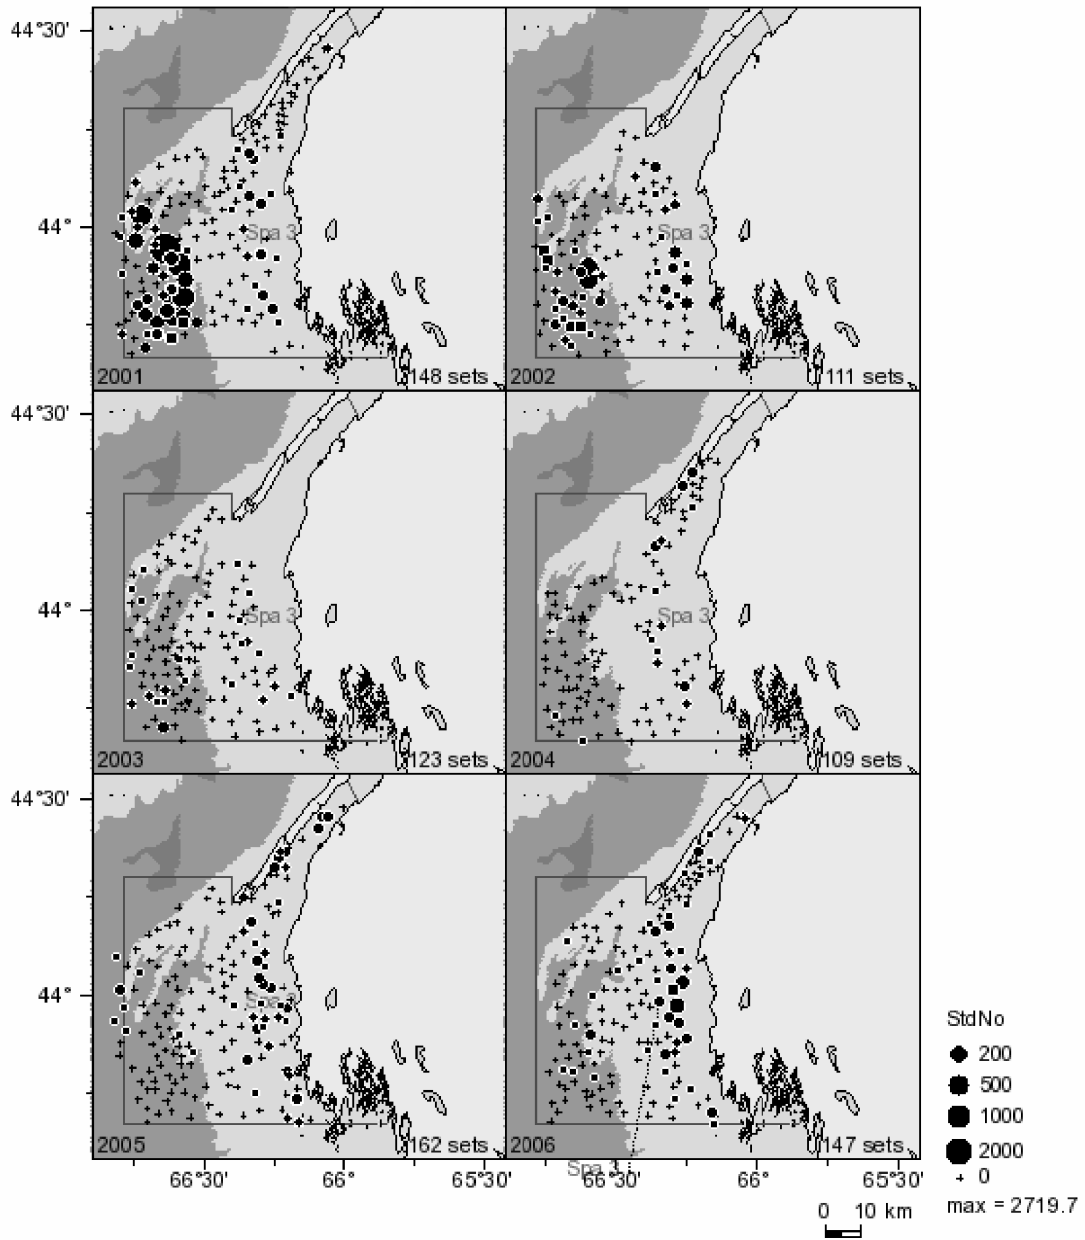 44°30'
44°
Spa 3
Spa 3
2001
148 sets
2002
111 sets
44°30'
44°
Spa 3
Spa 3
2003
123 sets
2004
109 sets
44°30'
44°
Spa 3
2005
162 sets
2006
147 sets
Spa 3
66°30'
66°
65°30'
66°30'
66°
65°30'
0 10 km
StdNo
200
500
1000
2000
0
max = 2719.7